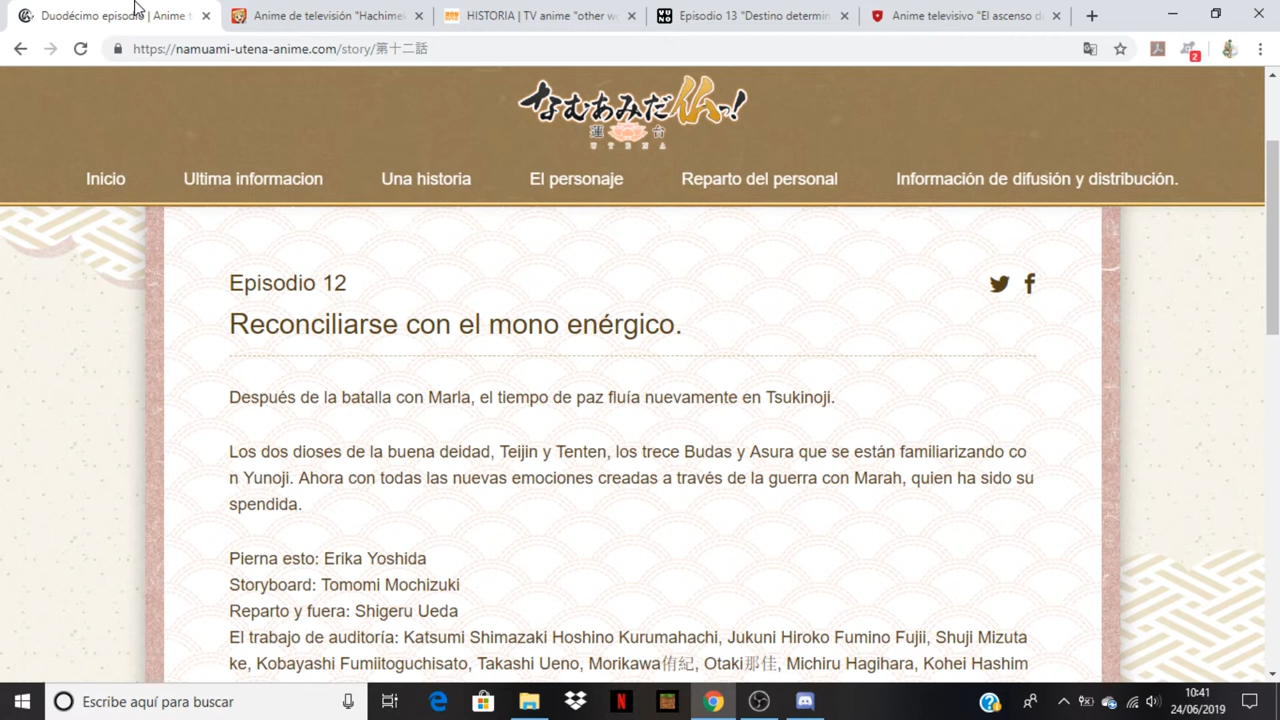 Duodécimo episodio | Anime t
Anime de televisión "Hachimek
HISTORIA | TV anime "other wo
Episodio 13 "Destino determin
Anime televisivo "El ascenso d
https://namuami-utena-anime.com/story/第十二話
2
なむあみだ仏っ!
蓮台
UTENA
Inicio
Ultima informacion
Una historia
El personaje
Reparto del personal
Información de difusión y distribución.
Episodio 12
Reconciliarse con el mono enérgico.
Después de la batalla con Marla, el tiempo de paz fluía nuevamente en Tsukinoji.
Los dos dioses de la buena deidad, Teijin y Tenten, los trece Budas y Asura que se están familiarizando co
n Yunoji. Ahora con todas las nuevas emociones creadas a través de la guerra con Marah, quien ha sido su
spendida.
Pierna esto: Erika Yoshida
Storyboard: Tomomi Mochizuki
Reparto y fuera: Shigeru Ueda
El trabajo de auditoría: Katsumi Shimazaki Hoshino Kurumahachi, Jukuni Hiroko Fumino Fujii, Shuji Mizuta
ke, Kobayashi Fumiitoguchisato, Takashi Ueno, Morikawa侑紀, Otaki那佳, Michiru Hagihara, Kohei Hashim
Escribe aquí para buscar
10:41
24/06/2019